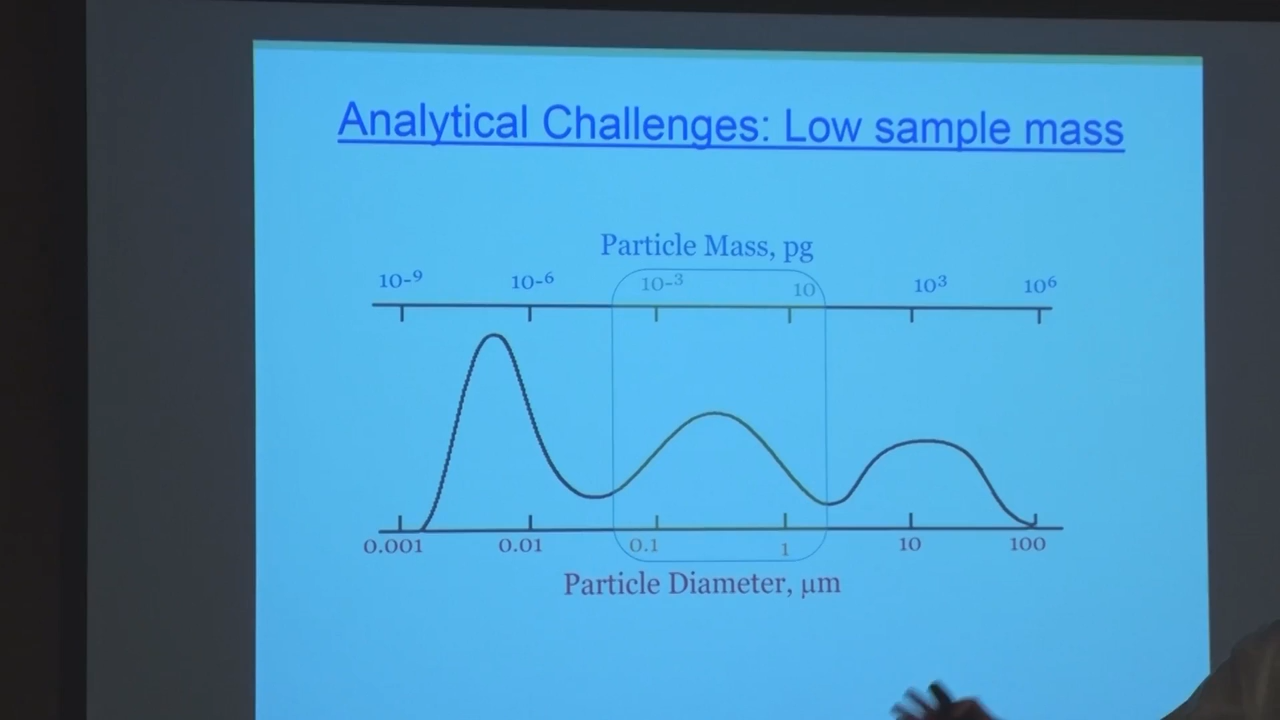 Analytical Challenges: Low sample mass
Particle Mass, pg
10-9 10-6 10-3 10 10³ 10⁶
0.001 0.01 0.1 1 10 100
Particle Diameter, µm